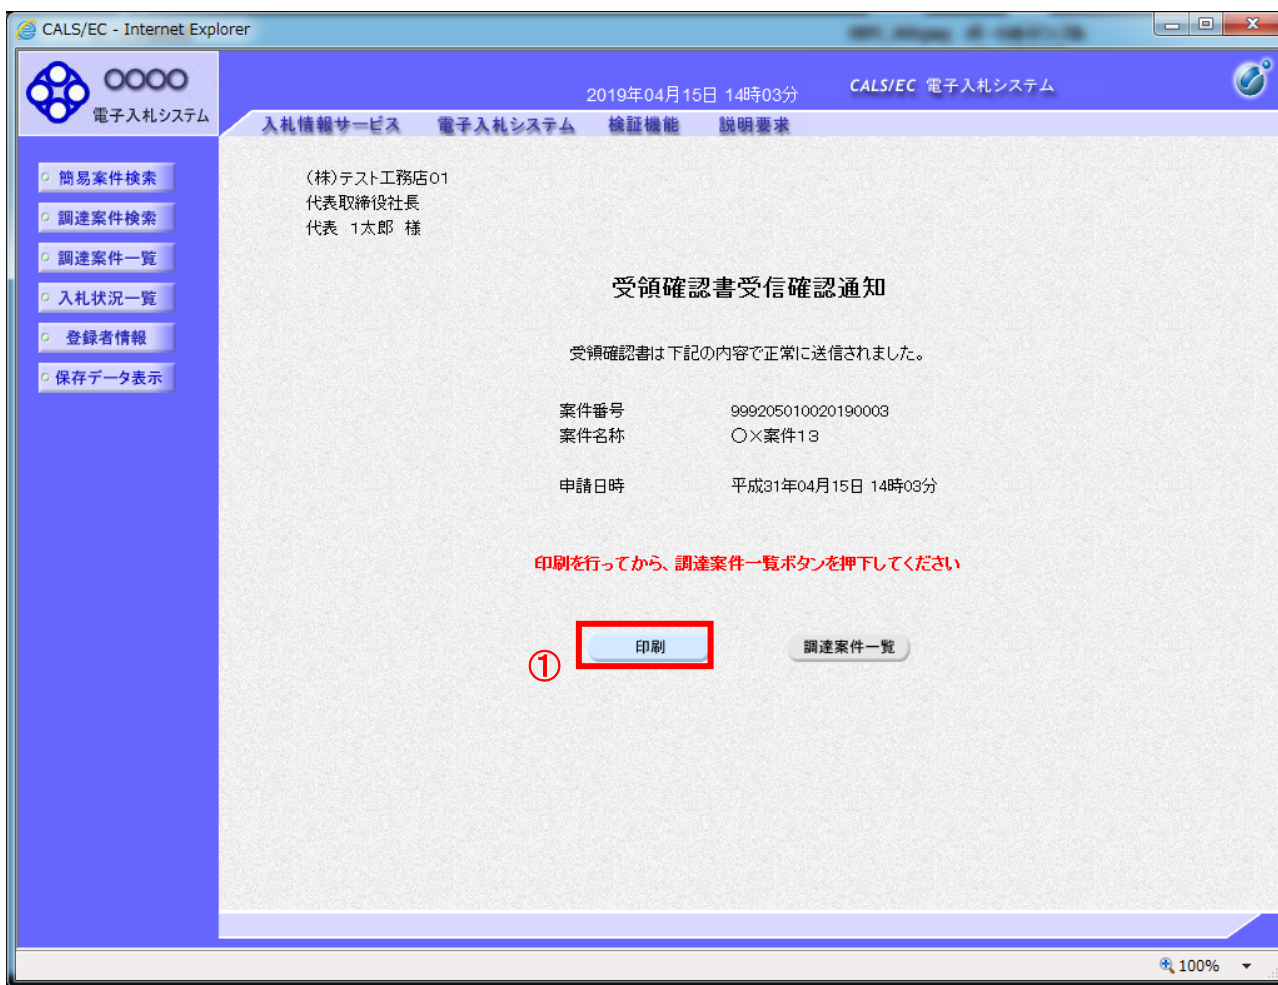 CALS/EC - Internet Explorer
〇〇〇〇
電子入札システム
2019年04月15日 14時03分
CALS/EC 電子入札システム
入札情報サービス 電子入札システム 検証機能 説明要求
簡易案件検索
調達案件検索
調達案件一覧
入札状況一覧
登録者情報
保存データ表示
(株)テスト工務店01
代表取締役社長
代表 1太郎 様
受領確認書受信確認通知
受領確認書は下記の内容で正常に送信されました。
案件番号 999205010020190003
案件名称 〇×案件13
申請日時 平成31年04月15日 14時03分
印刷を行ってから、調達案件一覧ボタンを押下してください
① 印刷 調達案件一覧
100%